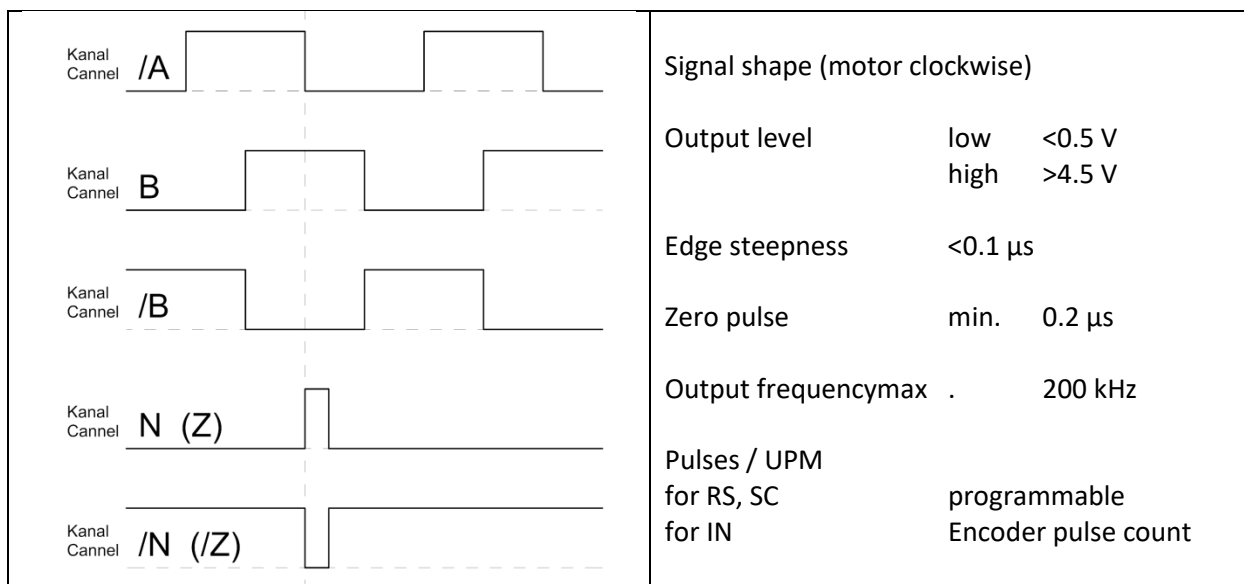 Kanal
Cannel /A
Kanal
Cannel B
Kanal
Cannel /B
Kanal
Cannel N (Z)
Kanal
Cannel /N (/Z)
Signal shape (motor clockwise)
Output level low <0.5 V
high >4.5 V
Edge steepness <0.1 µs
Zero pulse min. 0.2 µs
Output frequencymax . 200 kHz
Pulses / UPM
for RS, SC programmable
for IN Encoder pulse count